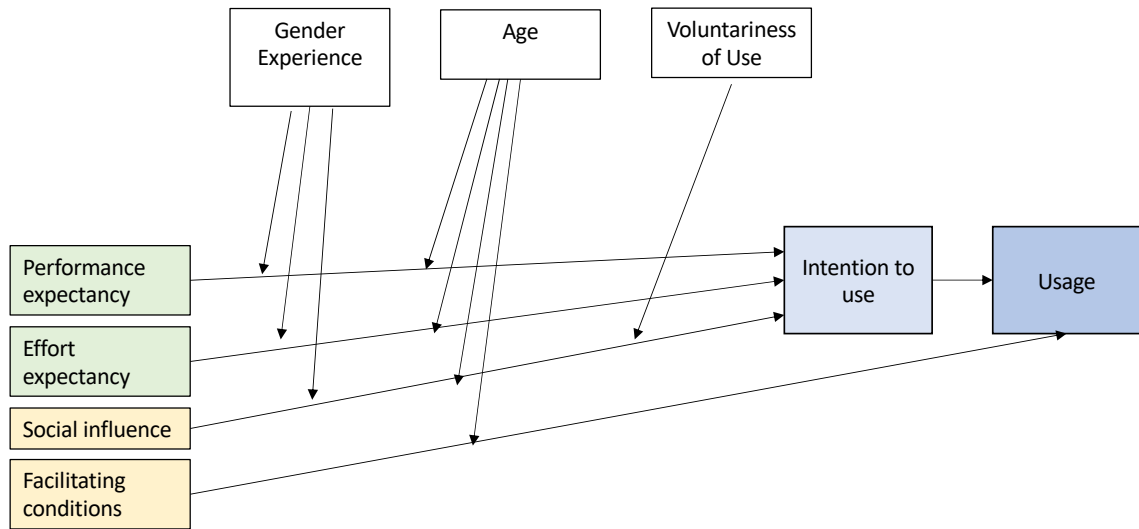 Gender
Experience
Age
Voluntariness
of Use
Performance
expectancy
Effort
expectancy
Social influence
Facilitating
conditions
Intention to
use
Usage